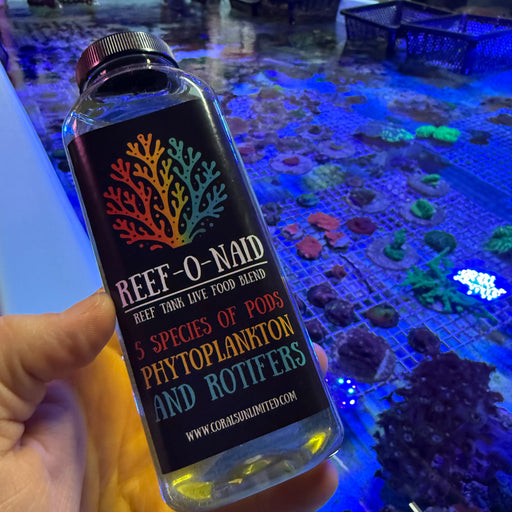 REEF-O-NAID
REEF TANK LIVE FOOD BLEND
5 SPECIES OF PODS
PHYTOPLANKTON
AND ROTIFERS
WWW.CORALSUNLIMITED.COM